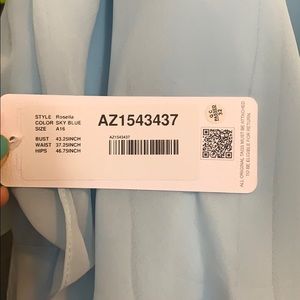 STYLE Rosella
COLOR SKY BLUE
SIZE A16
BUST 43.25INCH
WAIST 37.25INCH
HIPS 46.75INCH
AZ1543437
AZ1543437
ALL ORIGINAL TAGS MUST BE ATTACHED
TO BE ELIGIBLE FOR RETURN.